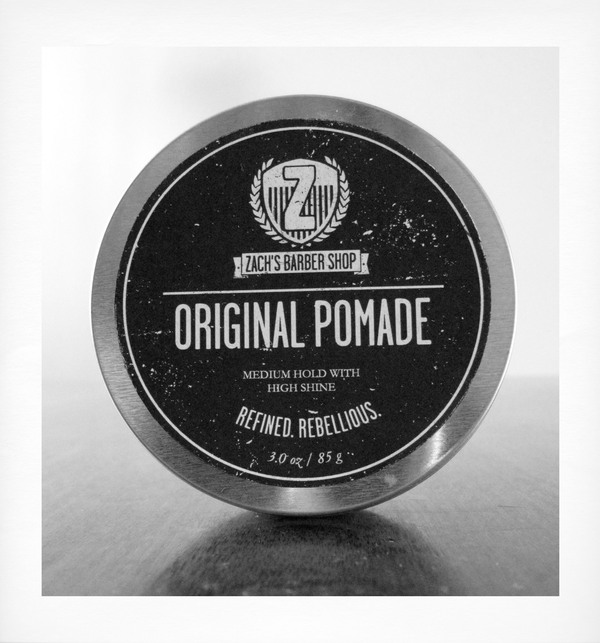 Z
ZACH'S BARBER SHOP
ORIGINAL POMADE
MEDIUM HOLD WITH
HIGH SHINE
REFINED. REBELLIOUS.
3.0 oz / 85 g